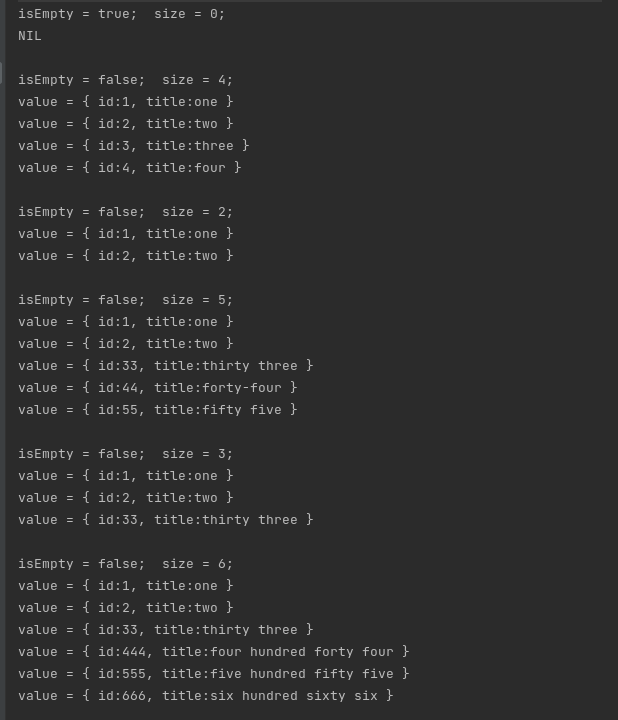 isEmpty = true;  size = 0;
NIL
isEmpty = false;  size = 4;
value = { id:1, title:one }
value = { id:2, title:two }
value = { id:3, title:three }
value = { id:4, title:four }
isEmpty = false;  size = 2;
value = { id:1, title:one }
value = { id:2, title:two }
isEmpty = false;  size = 5;
value = { id:1, title:one }
value = { id:2, title:two }
value = { id:33, title:thirty three }
value = { id:44, title:forty-four }
value = { id:55, title:fifty five }
isEmpty = false;  size = 3;
value = { id:1, title:one }
value = { id:2, title:two }
value = { id:33, title:thirty three }
isEmpty = false;  size = 6;
value = { id:1, title:one }
value = { id:2, title:two }
value = { id:33, title:thirty three }
value = { id:444, title:four hundred forty four }
value = { id:555, title:five hundred fifty five }
value = { id:666, title:six hundred sixty six }